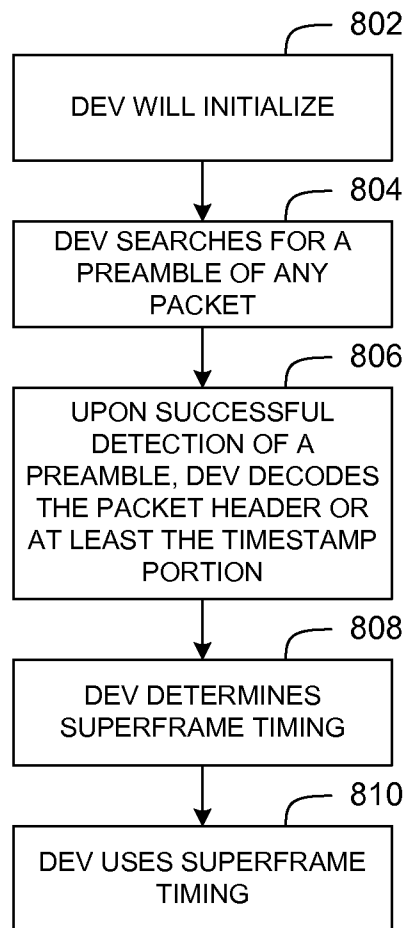 802
DEV WILL INITIALIZE
804
DEV SEARCHES FOR A
PREAMBLE OF ANY
PACKET
806
UPON SUCCESSFUL
DETECTION OF A
PREAMBLE, DEV DECODES
THE PACKET HEADER OR
AT LEAST THE TIMESTAMP
PORTION
808
DEV DETERMINES
SUPERFRAME TIMING
810
DEV USES SUPERFRAME
TIMING